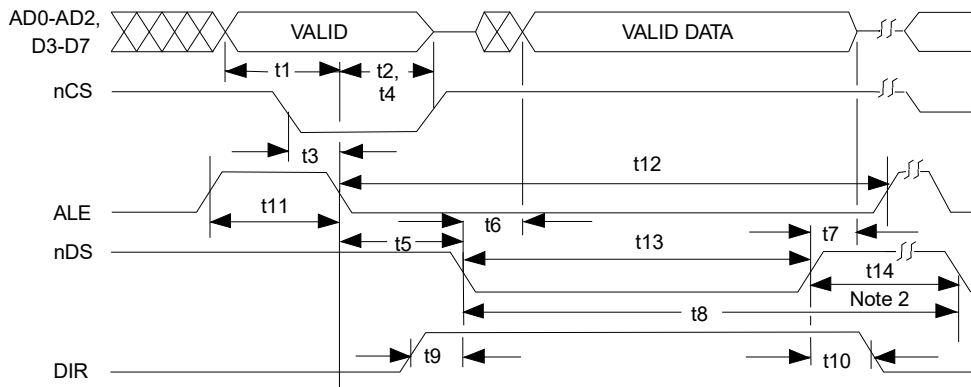 AD0-AD2,
D3-D7
VALID
VALID DATA
t1
t2,
t4
nCS
t3
t12
ALE
t11
t6
t7
t5
t13
nDS
t14
t8
Note 2
t9
t10
DIR